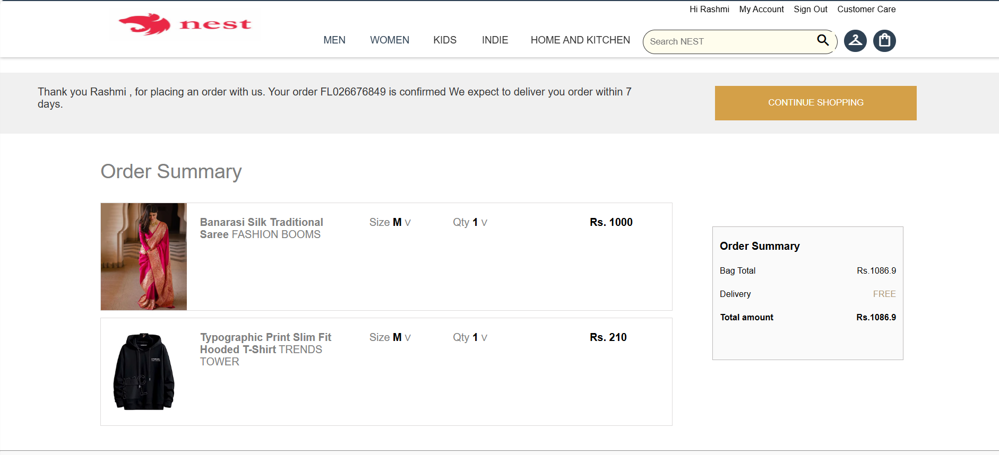 Hi Rashmi My Account Sign Out Customer Care
nest
MEN WOMEN KIDS INDIE HOME AND KITCHEN Search NEST
Thank you Rashmi , for placing an order with us. Your order FL026676849 is confirmed We expect to deliver you order within 7
days.
CONTINUE SHOPPING
Order Summary
Banarasi Silk Traditional
Saree FASHION BOOMS
Size M V
Qty 1 V
Rs. 1000
Typographic Print Slim Fit
Hooded T-Shirt TRENDS
TOWER
Size M V
Qty 1 V
Rs. 210
Order Summary
Bag Total Rs.1086.9
Delivery FREE
Total amount Rs.1086.9